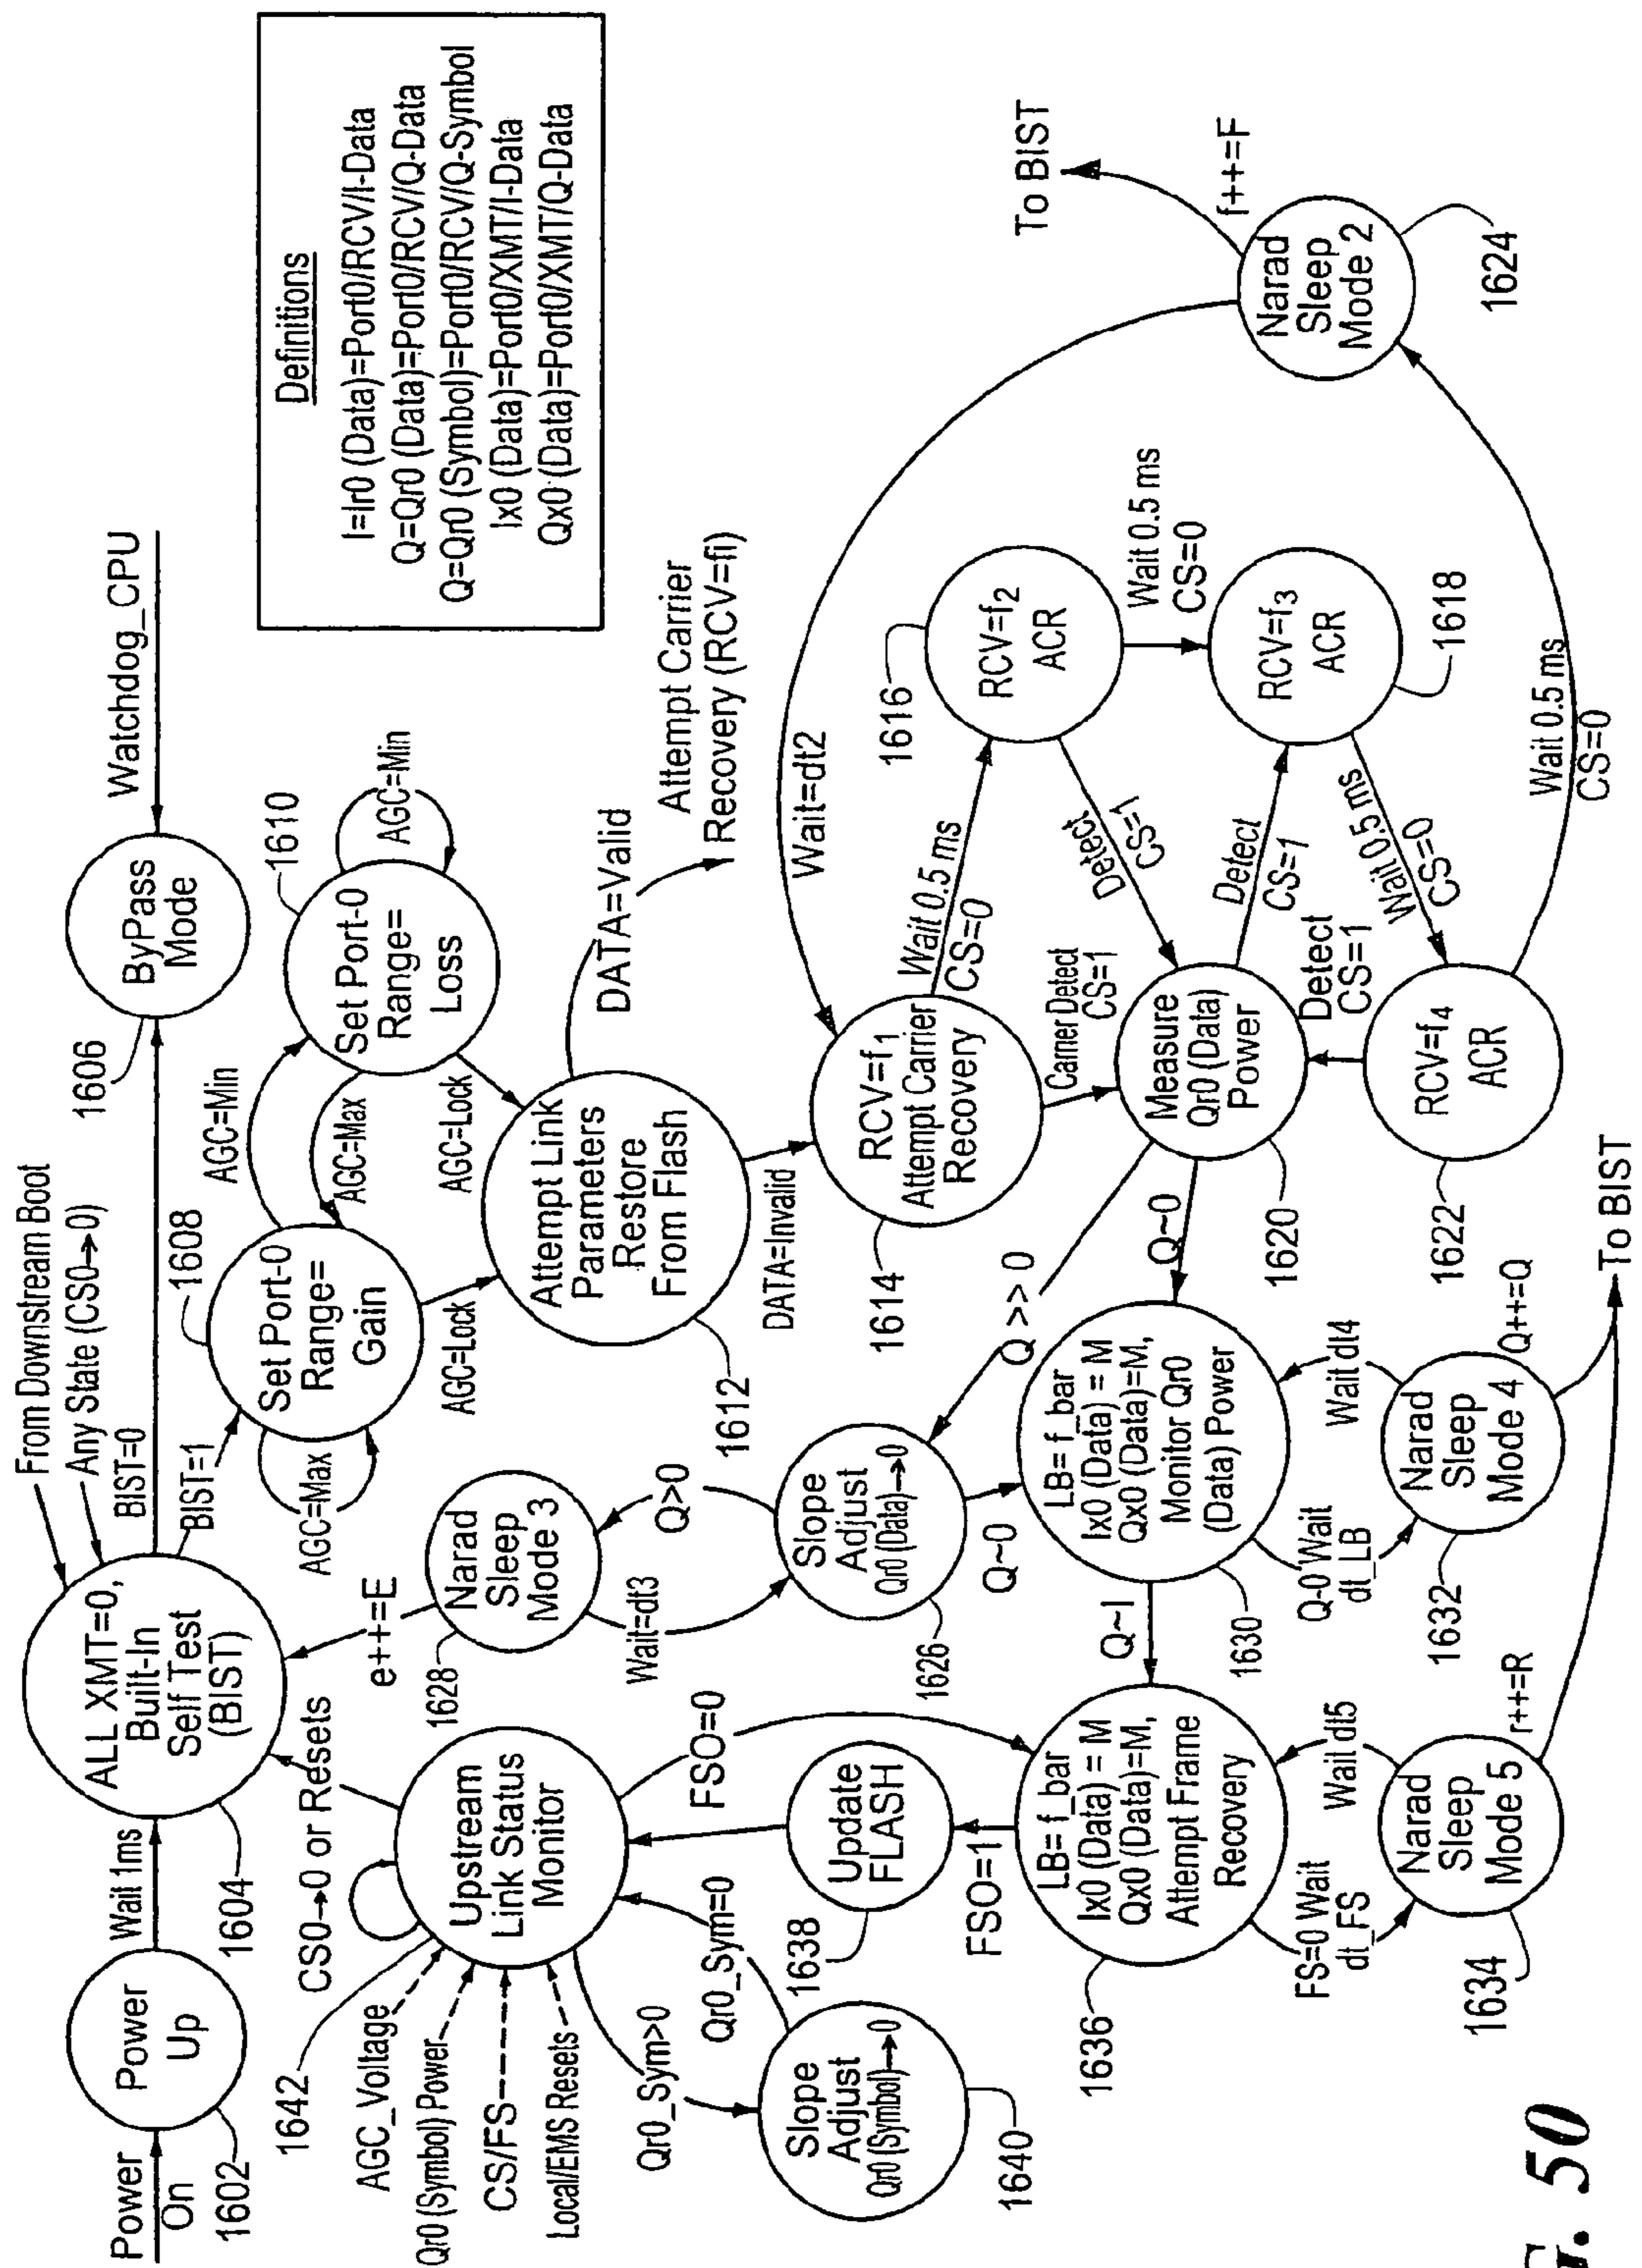 Power
On
1602
Power
Up
Wait 1ms
1604
ALL XMT=0,
Built-In
Self Test
(BIST)
From Downstream Boot
Any State (CS0→0)
BIST=0
BIST=1
1606
ByPass
Mode
Watchdog_CPU
1608
Set Port-0
Range=
Gain
AGC=Max
AGC=Min
AGC=Max
1610
Set Port-0
Range=
Loss
AGC=Min
AGC=Lock
AGC=Lock
1612
Attempt Link
Parameters
Restore
From Flash
DATA=Valid
Attempt Carrier
Recovery (RCV=fi)
DATA=Invalid
Definitions
I=Ir0 (Data)=Port0/RCV/I-Data
Q=Qr0 (Data)=Port0/RCV/Q-Data
Q=Qr0 (Symbol)=Port0/RCV/Q-Symbol
Ix0 (Data)=Port0/XMT/I-Data
Qx0 (Data)=Port0/XMT/Q-Data
CS0→0 or Resets
1642
AGC_Voltage
Qr0 (Symbol) Power
CS/FS
Local/EMS Resets
Upstream
Link Status
Monitor
e++=E
1628
Narad
Sleep
Mode 3
Wait=dt3
Q>0
Qr0_Sym>0
Qr0_Sym=0
Slope
Adjust
Qr0 (Symbol)→0
1640
1638
Update
FLASH
FSO=0
FSO=1
1626
Slope
Adjust
Qr0 (Data)→0
Q~0
Q >> 0
1614
RCV=f1
Attempt Carrier
Recovery
Wait=dt2
Wait 0.5 ms
CS=0
1616
RCV=f2
ACR
Wait 0.5 ms
CS=0
Carrier Detect
CS=1
Detect
CS=1
Detect
CS=1
1618
RCV=f3
ACR
Wait 0.5 ms
CS=0
Measure
Qr0 (Data)
Power
1620
Detect
CS=1
1622
RCV=f4
ACR
Wait 0.5 ms
CS=0
Narad
Sleep
Mode 2
1624
f++=F
To BIST
Q~0
1630
LB= f_bar
Ix0 (Data) = M
Qx0 (Data)=M,
Monitor Qr0
(Data) Power
Q~I
Q-0 Wait
dt_LB
Wait dt4
1632
Narad
Sleep
Mode 4
Q++=Q
To BIST
1636
LB= f_bar
Ix0 (Data) = M
Qx0 (Data)=M,
Attempt Frame
Recovery
FS=0 Wait
dt_FS
Wait dt5
1634
Narad
Sleep
Mode 5
r++=R
G. 50